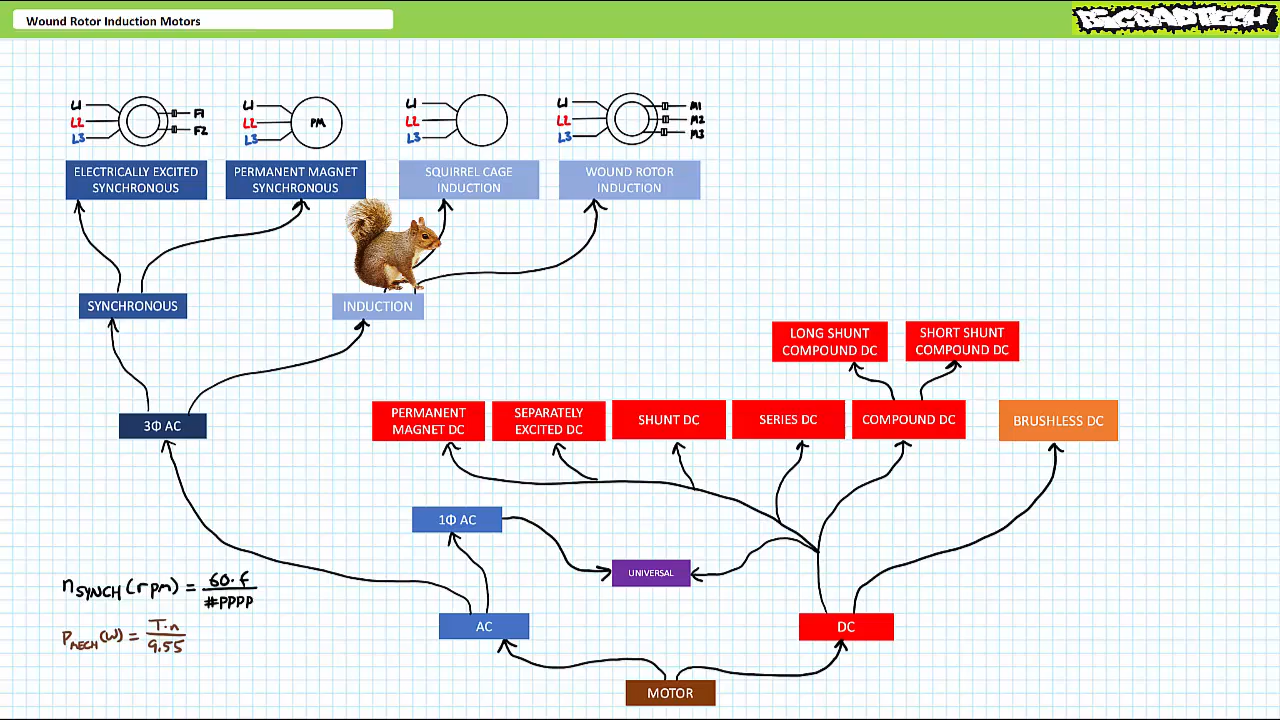 Wound Rotor Induction Motors
BIGBADTECH
L1
L2
L3
F1
F2
L1
L2
L3
PM
L1
L2
L3
L1
L2
L3
M1
M2
M3
ELECTRICALLY EXCITED
SYNCHRONOUS
PERMANENT MAGNET
SYNCHRONOUS
SQUIRREL CAGE
INDUCTION
WOUND ROTOR
INDUCTION
SYNCHRONOUS
INDUCTION
LONG SHUNT
COMPOUND DC
SHORT SHUNT
COMPOUND DC
3Φ AC
PERMANENT
MAGNET DC
SEPARATELY
EXCITED DC
SHUNT DC
SERIES DC
COMPOUND DC
BRUSHLESS DC
1Φ AC
UNIVERSAL
nSYNCH (rpm) = 60·f / #PPPP
PMECH (W) = T·n / 9.55
AC
DC
MOTOR